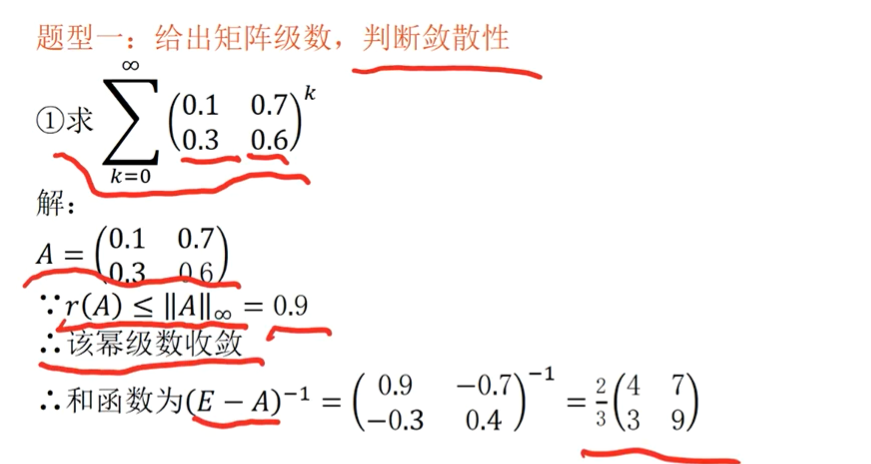 题型一：给出矩阵级数，判断敛散性
①求 $\sum_{k=0}^{\infty} \begin{pmatrix} 0.1 & 0.7 \\ 0.3 & 0.6 \end{pmatrix}^k$
解：
$A = \begin{pmatrix} 0.1 & 0.7 \\ 0.3 & 0.6 \end{pmatrix}$
∵ $r(A) \leq \|A\|_\infty = 0.9$
∴该幂级数收敛
∴和函数为$(E-A)^{-1} = \begin{pmatrix} 0.9 & -0.7 \\ -0.3 & 0.4 \end{pmatrix}^{-1} = \frac{2}{3}\begin{pmatrix} 4 & 7 \\ 3 & 9 \end{pmatrix}$